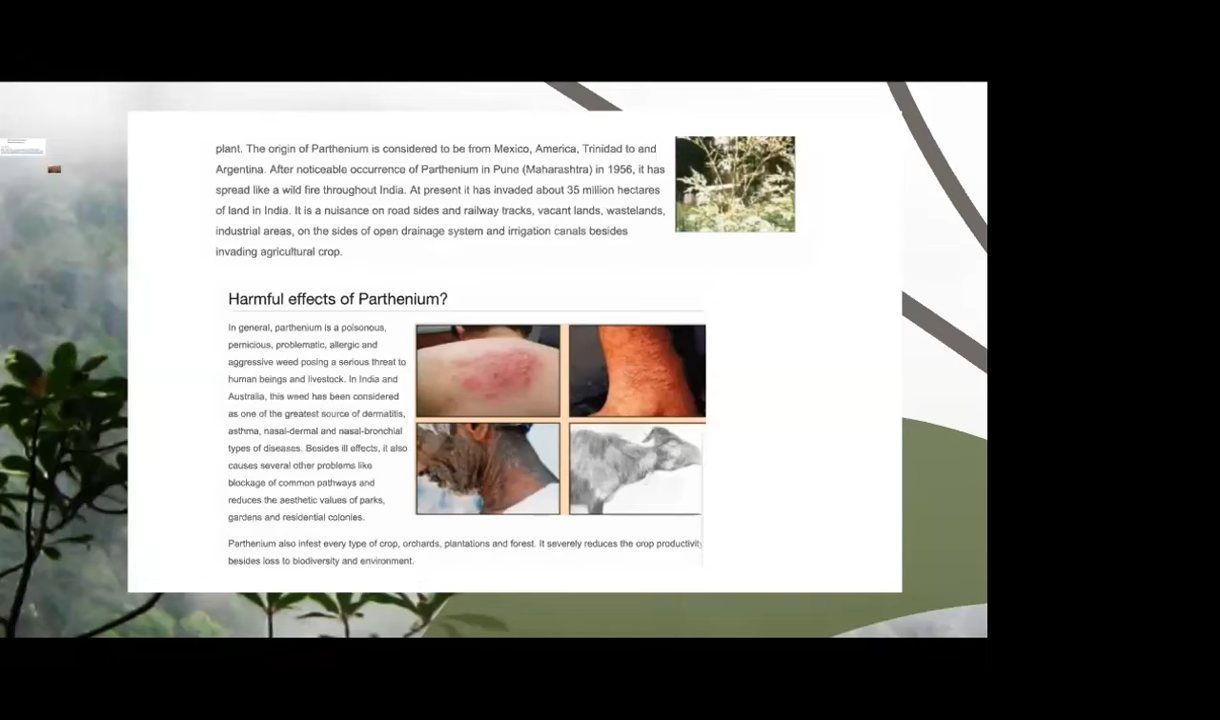 plant. The origin of Parthenium is considered to be from Mexico, America, Trinidad to and
Argentina. After noticeable occurrence of Parthenium in Pune (Maharashtra) in 1956, it has
spread like a wild fire throughout India. At present it has invaded about 35 million hectares
of land in India. It is a nuisance on road sides and railway tracks, vacant lands, wastelands,
industrial areas, on the sides of open drainage system and irrigation canals besides
invading agricultural crop.
Harmful effects of Parthenium?
In general, parthenium is a poisonous,
pernicious, problematic, allergic and
aggressive weed posing a serious threat to
human beings and livestock. In India and
Australia, this weed has been considered
as one of the greatest source of dermatitis,
asthma, nasal-dermal and nasal-bronchial
types of diseases. Besides ill effects, it also
causes several other problems like
blockage of common pathways and
reduces the aesthetic values of parks,
gardens and residential colonies.
Parthenium also infest every type of crop, orchards, plantations and forest. It severely reduces the crop productivity
besides loss to biodiversity and environment.